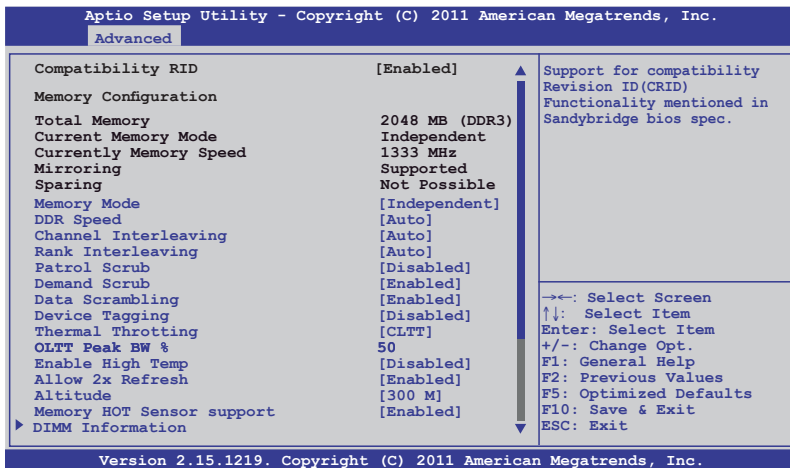 Aptio Setup Utility - Copyright (C) 2011 American Megatrends, Inc.
Advanced
Compatibility RID [Enabled]
Memory Configuration
Total Memory 2048 MB (DDR3)
Current Memory Mode Independent
Currently Memory Speed 1333 MHz
Mirroring Supported
Sparing Not Possible
Memory Mode [Independent]
DDR Speed [Auto]
Channel Interleaving [Auto]
Rank Interleaving [Auto]
Patrol Scrub [Disabled]
Demand Scrub [Enabled]
Data Scrambling [Enabled]
Device Tagging [Disabled]
Thermal Throtting [CLTT]
OLTT Peak BW % 50
Enable High Temp [Disabled]
Allow 2x Refresh [Enabled]
Altitude [300 M]
Memory HOT Sensor support [Enabled]
DIMM Information
Support for compatibility
Revision ID(CRID)
Functionality mentioned in
Sandybridge bios spec.
→←: Select Screen
↑↓: Select Item
Enter: Select Item
+/-: Change Opt.
F1: General Help
F2: Previous Values
F5: Optimized Defaults
F10: Save & Exit
ESC: Exit
Version 2.15.1219. Copyright (C) 2011 American Megatrends, Inc.